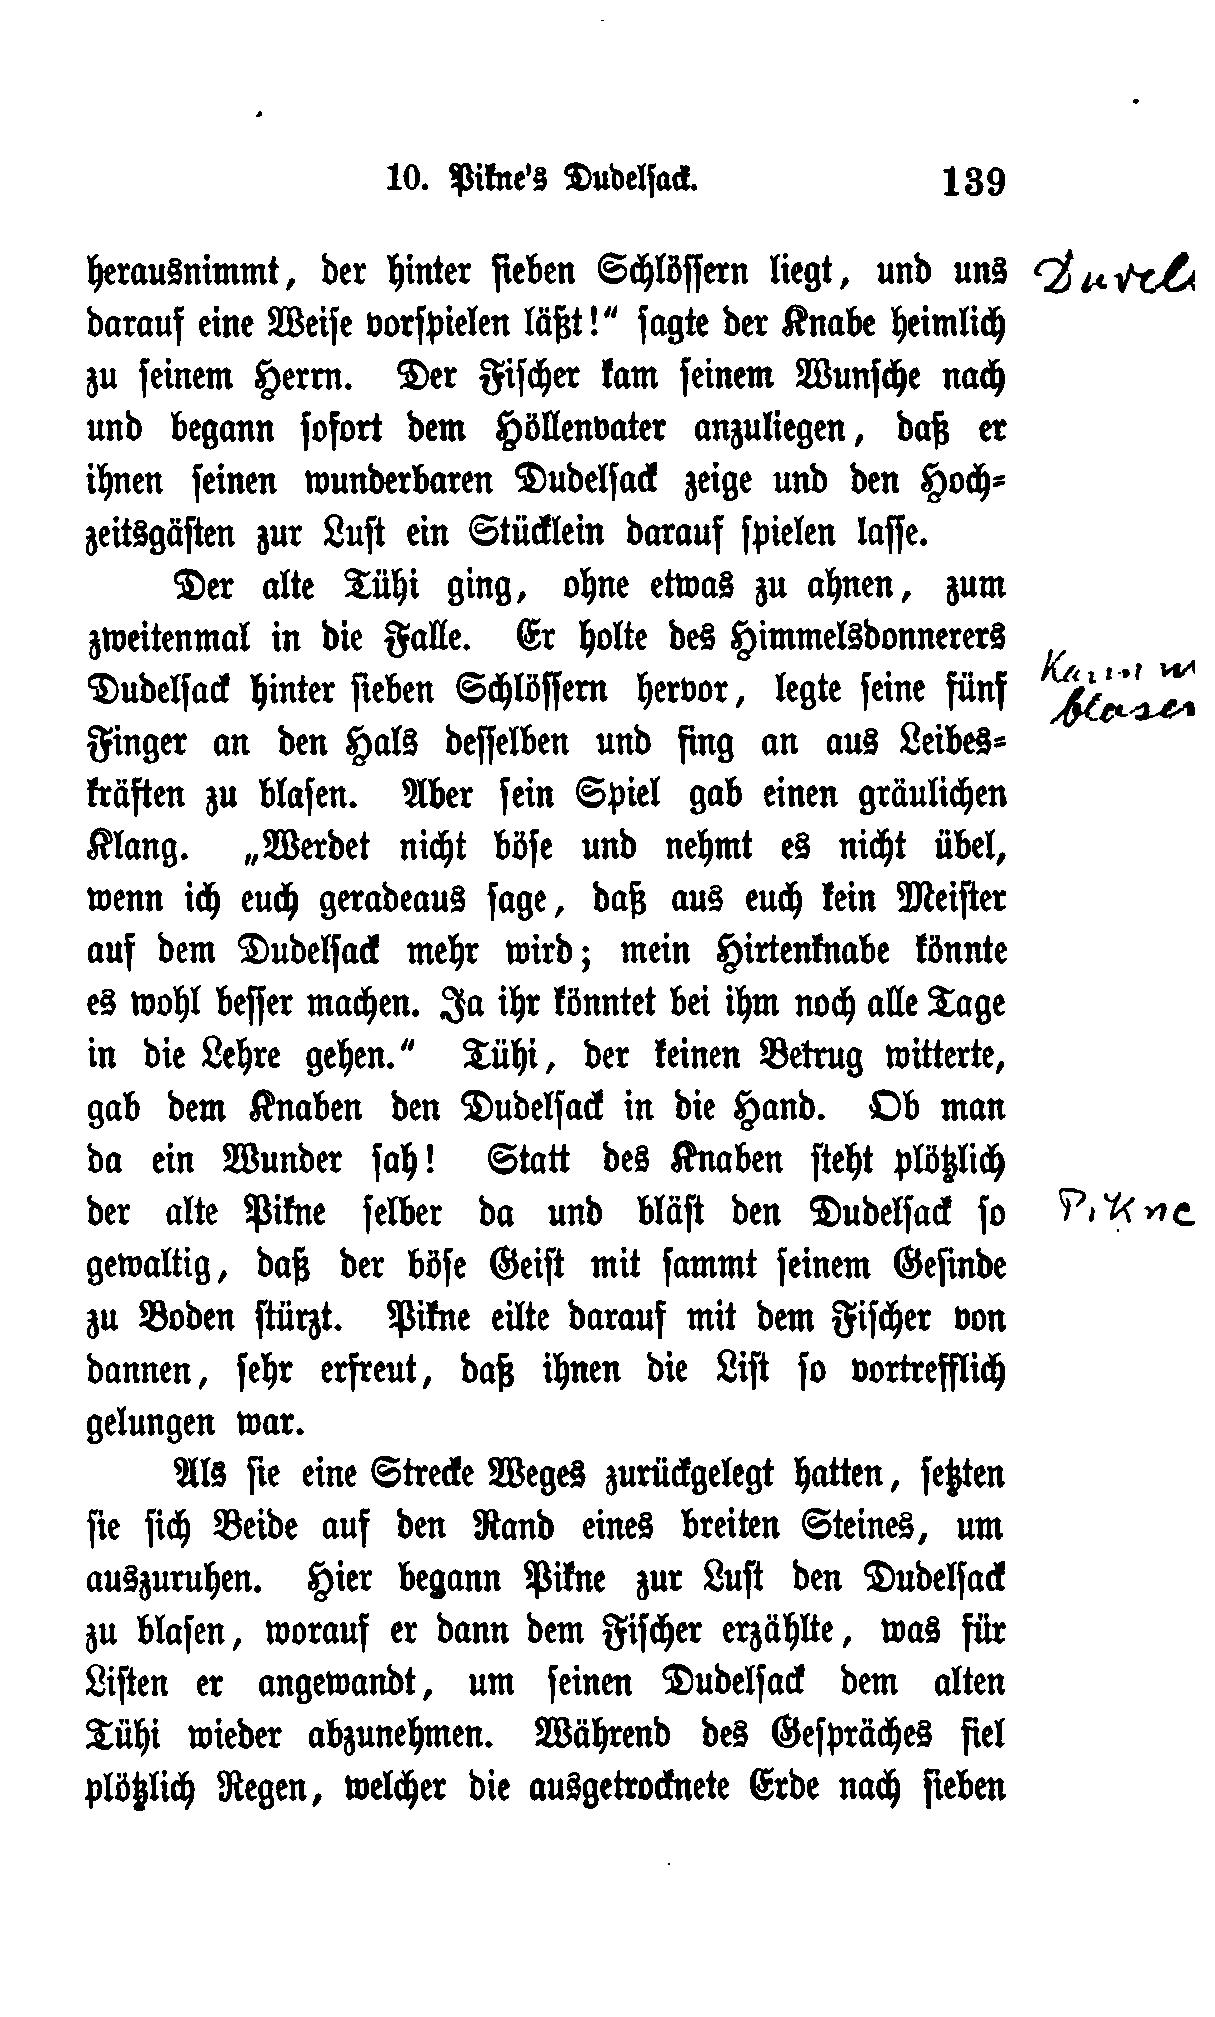 10. Pikne's Dudelsack. 139
herausnimmt, der hinter sieben Schlössern liegt, und uns
darauf eine Weise vorspielen läßt!“ sagte der Knabe heimlich
zu seinem Herrn. Der Fischer kam seinem Wunsche nach
und begann sofort dem Höllenvater anzuliegen, daß er
ihnen seinen wunderbaren Dudelsack zeige und den Hoch-
zeitsgästen zur Lust ein Stücklein darauf spielen lasse.
Der alte Tühi ging, ohne etwas zu ahnen, zum
zweitenmal in die Falle. Er holte des Himmelsdonnerers
Dudelsack hinter sieben Schlössern hervor, legte seine fünf
blasen
Finger an den Hals desselben und fing an aus Leibes-
kräften zu blasen. Aber sein Spiel gab einen gräulichen
Klang. „Werdet nicht böse und nehmt es nicht übel,
wenn ich euch geradeaus sage, daß aus euch kein Meister
auf dem Dudelsack mehr wird; mein Hirtenknabe könnte
es wohl besser machen. Ja ihr könntet bei ihm noch alle Tage
in die Lehre gehen.“ Tühi, der keinen Betrug witterte,
gab dem Knaben den Dudelsack in die Hand. Ob man
da ein Wunder sah! Statt des Knaben steht plötzlich
der alte Pikne selber da und bläst den Dudelsack so
Pikne
gewaltig, daß der böse Geist mit sammt seinem Gesinde
zu Boden stürzt. Pikne eilte darauf mit dem Fischer von
dannen, sehr erfreut, daß ihnen die List so vortrefflich
gelungen war.
Als sie eine Strecke Weges zurückgelegt hatten, setzten
sie sich Beide auf den Rand eines breiten Steines, um
auszuruhen. Hier begann Pikne zur Lust den Dudelsack
zu blasen, worauf er dann dem Fischer erzählte, was für
Listen er angewandt, um seinen Dudelsack dem alten
Tühi wieder abzunehmen. Während des Gespräches fiel
plötzlich Regen, welcher die ausgetrocknete Erde nach sieben